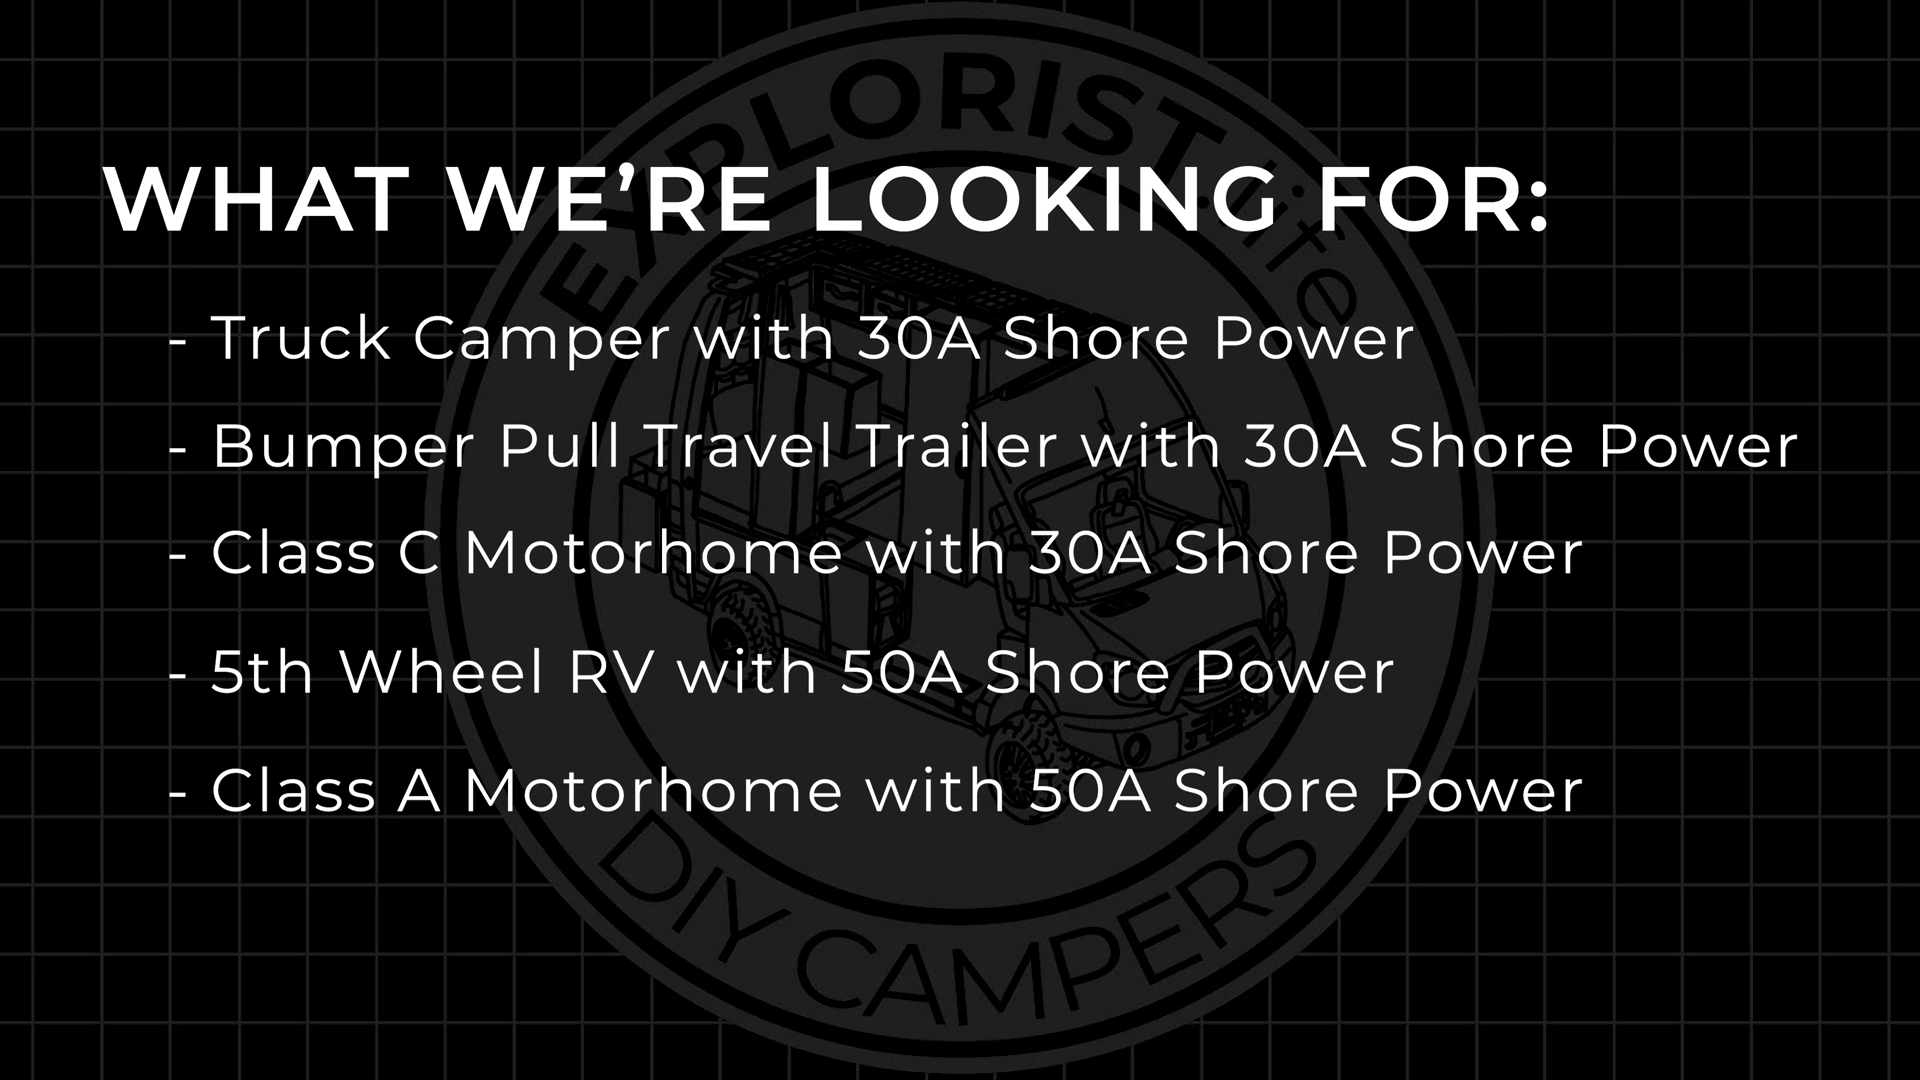 EXPLORIST.life
WHAT WE’RE LOOKING FOR:
- Truck Camper with 30A Shore Power
- Bumper Pull Travel Trailer with 30A Shore Power
- Class C Motorhome with 30A Shore Power
- 5th Wheel RV with 50A Shore Power
- Class A Motorhome with 50A Shore Power
DIY CAMPERS